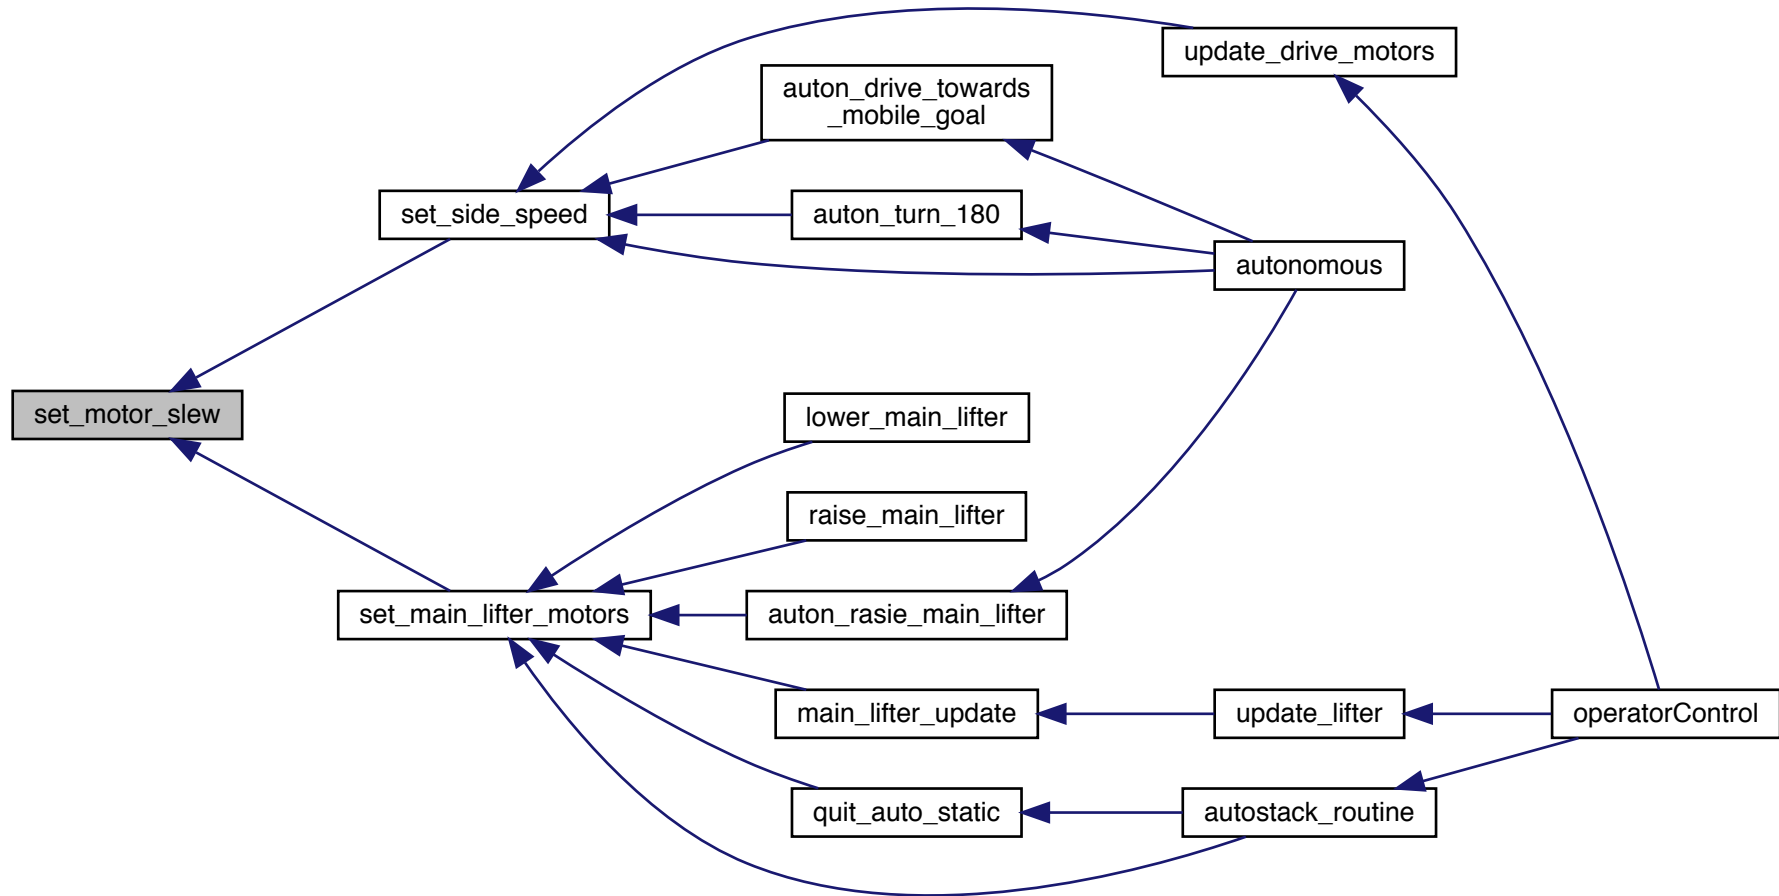 update_drive_motors
auton_drive_towards
_mobile_goal
set_side_speed
auton_turn_180
autonomous
set_motor_slew
lower_main_lifter
raise_main_lifter
set_main_lifter_motors
auton_rasie_main_lifter
main_lifter_update
update_lifter
operatorControl
quit_auto_static
autostack_routine